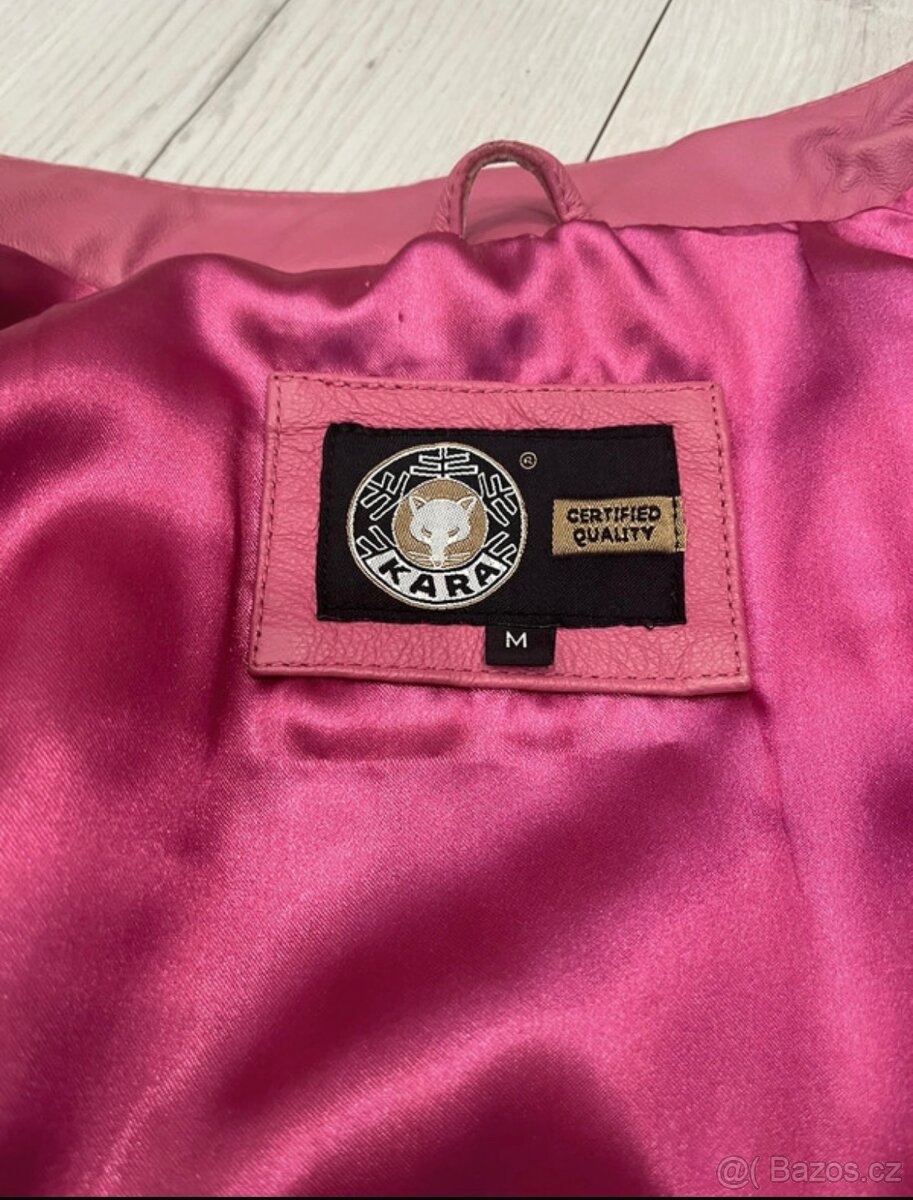 ®
KARA
CERTIFIED
QUALITY
M
@( Bazos.cz